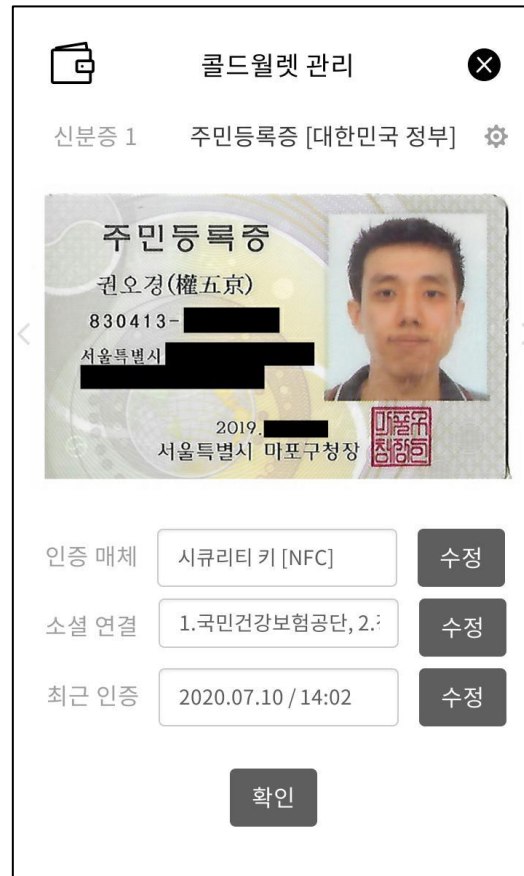 콜드월렛 관리
신분증 1 주민등록증 [대한민국 정부]
주민등록증
권오경(權五京)
830413-
서울특별시
2019.
서울특별시 마포구청장
인증 매체 시큐리티 키 [NFC] 수정
소셜 연결 1.국민건강보험공단, 2. 수정
최근 인증 2020.07.10 / 14:02 수정
확인